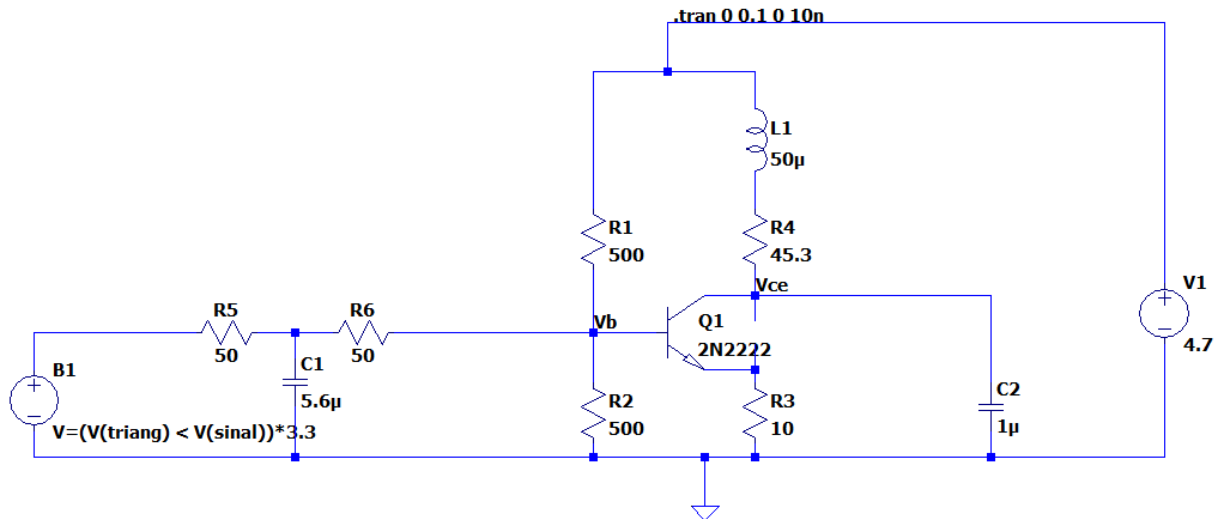 .tran 0 0.1 0 10n
L1
50µ
R1
500
R4
45.3
Vce
V1
4.7
R5
50
R6
50
Vb
Q1
2N2222
B1
V=(V(triang) < V(sinal))*3.3
C1
5.6µ
R2
500
R3
10
C2
1µ